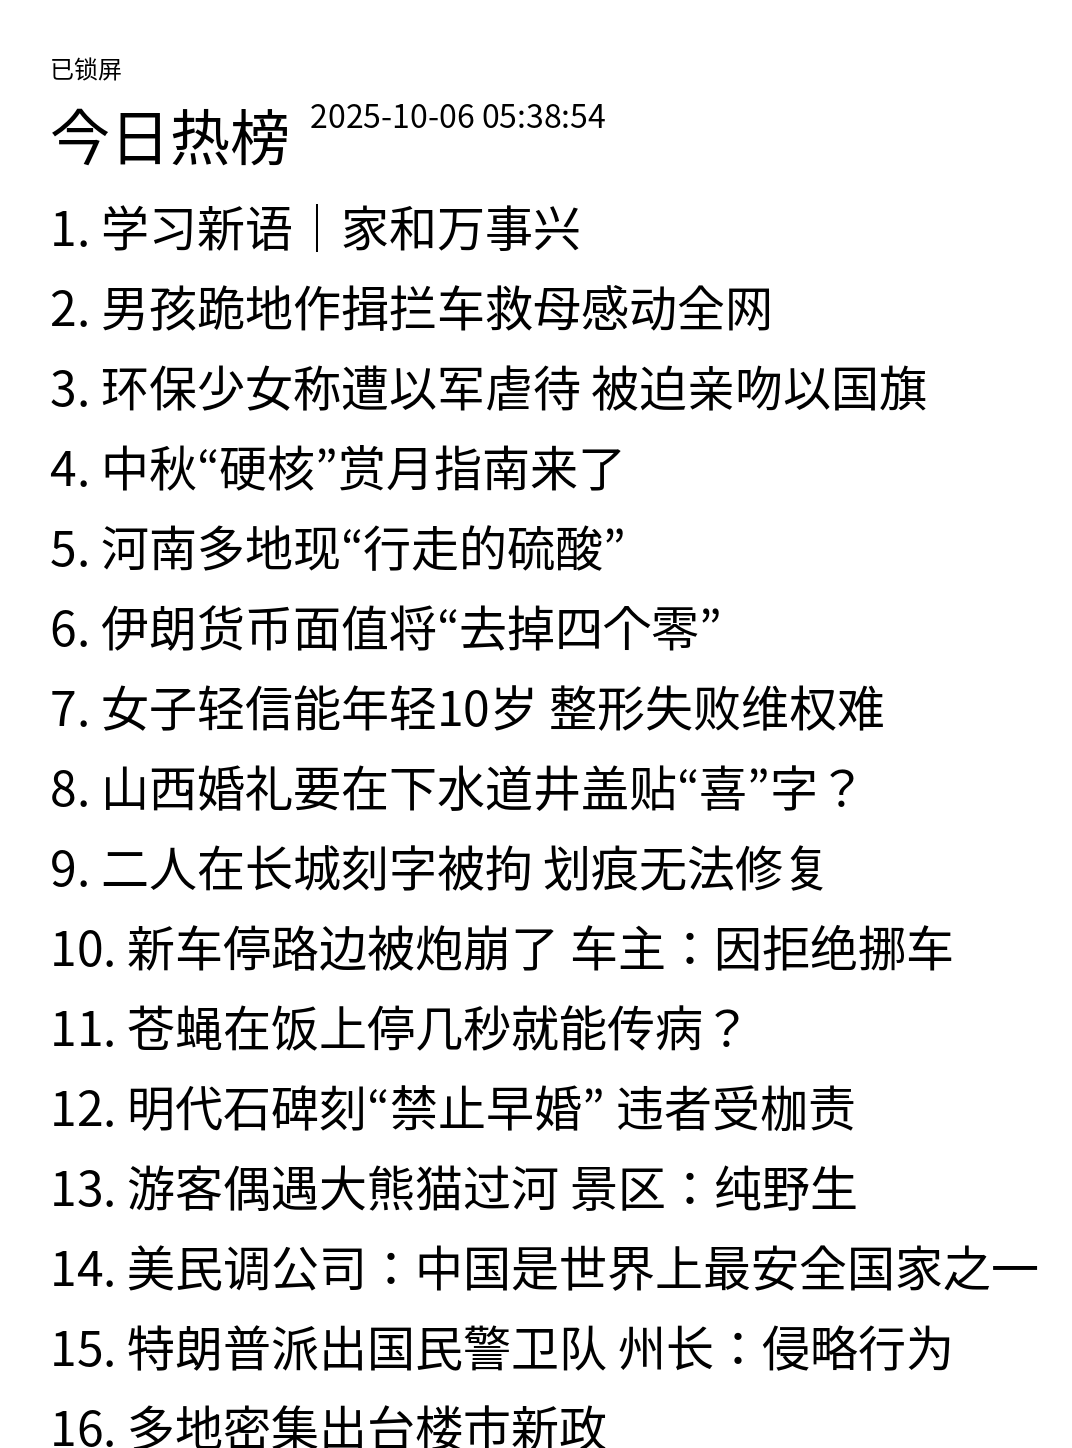 已锁屏
今日热榜 2025-10-06 05:38:54
1. 学习新语｜家和万事兴
2. 男孩跪地作揖拦车救母感动全网
3. 环保少女称遭以军虐待 被迫亲吻以国旗
4. 中秋“硬核”赏月指南来了
5. 河南多地现“行走的硫酸”
6. 伊朗货币面值将“去掉四个零”
7. 女子轻信能年轻10岁 整形失败维权难
8. 山西婚礼要在下水道井盖贴“喜”字？
9. 二人在长城刻字被拘 划痕无法修复
10. 新车停路边被炮崩了 车主：因拒绝挪车
11. 苍蝇在饭上停几秒就能传病？
12. 明代石碑刻“禁止早婚” 违者受枷责
13. 游客偶遇大熊猫过河 景区：纯野生
14. 美民调公司：中国是世界上最安全国家之一
15. 特朗普派出国民警卫队 州长：侵略行为
16. 多地密集出台楼市新政